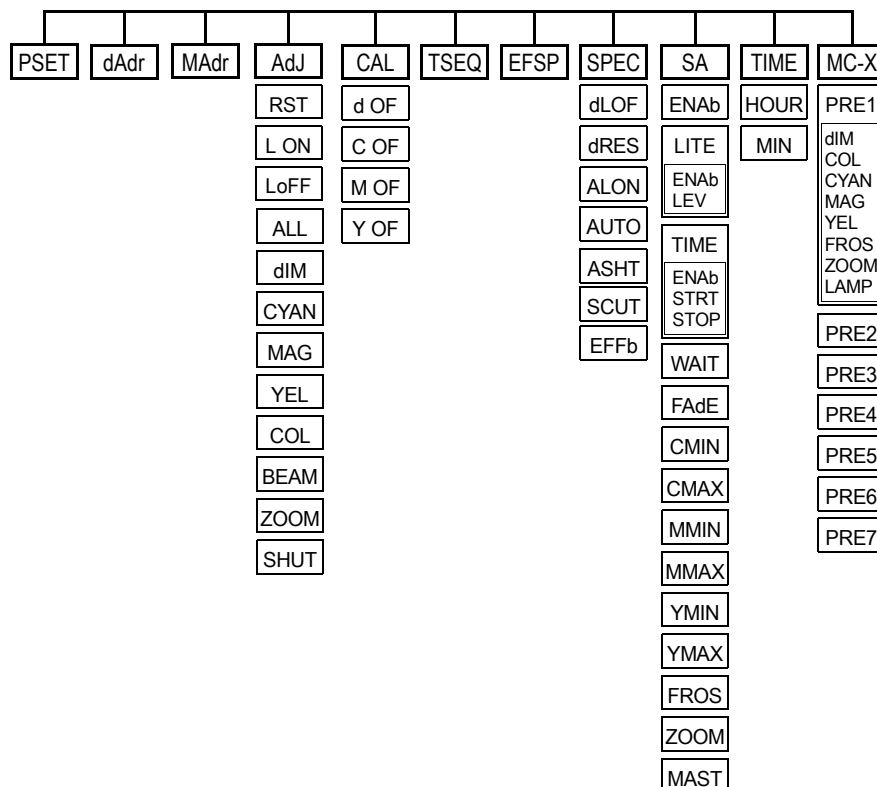 PSET dAdr MAdr AdJ CAL TSEQ EFSP SPEC SA TIME MC-X
RST
L ON
LoFF
ALL
dIM
CYAN
MAG
YEL
COL
BEAM
ZOOM
SHUT
d OF
C OF
M OF
Y OF
dLOF
dRES
ALON
AUTO
ASHT
SCUT
EFFb
ENAb
LITE
ENAb
LEV
TIME
ENAb
STRT
STOP
WAIT
FAdE
CMIN
CMAX
MMIN
MMAX
YMIN
YMAX
FROS
ZOOM
MAST
HOUR
MIN
PRE1
dIM
COL
CYAN
MAG
YEL
FROS
ZOOM
LAMP
PRE2
PRE3
PRE4
PRE5
PRE6
PRE7